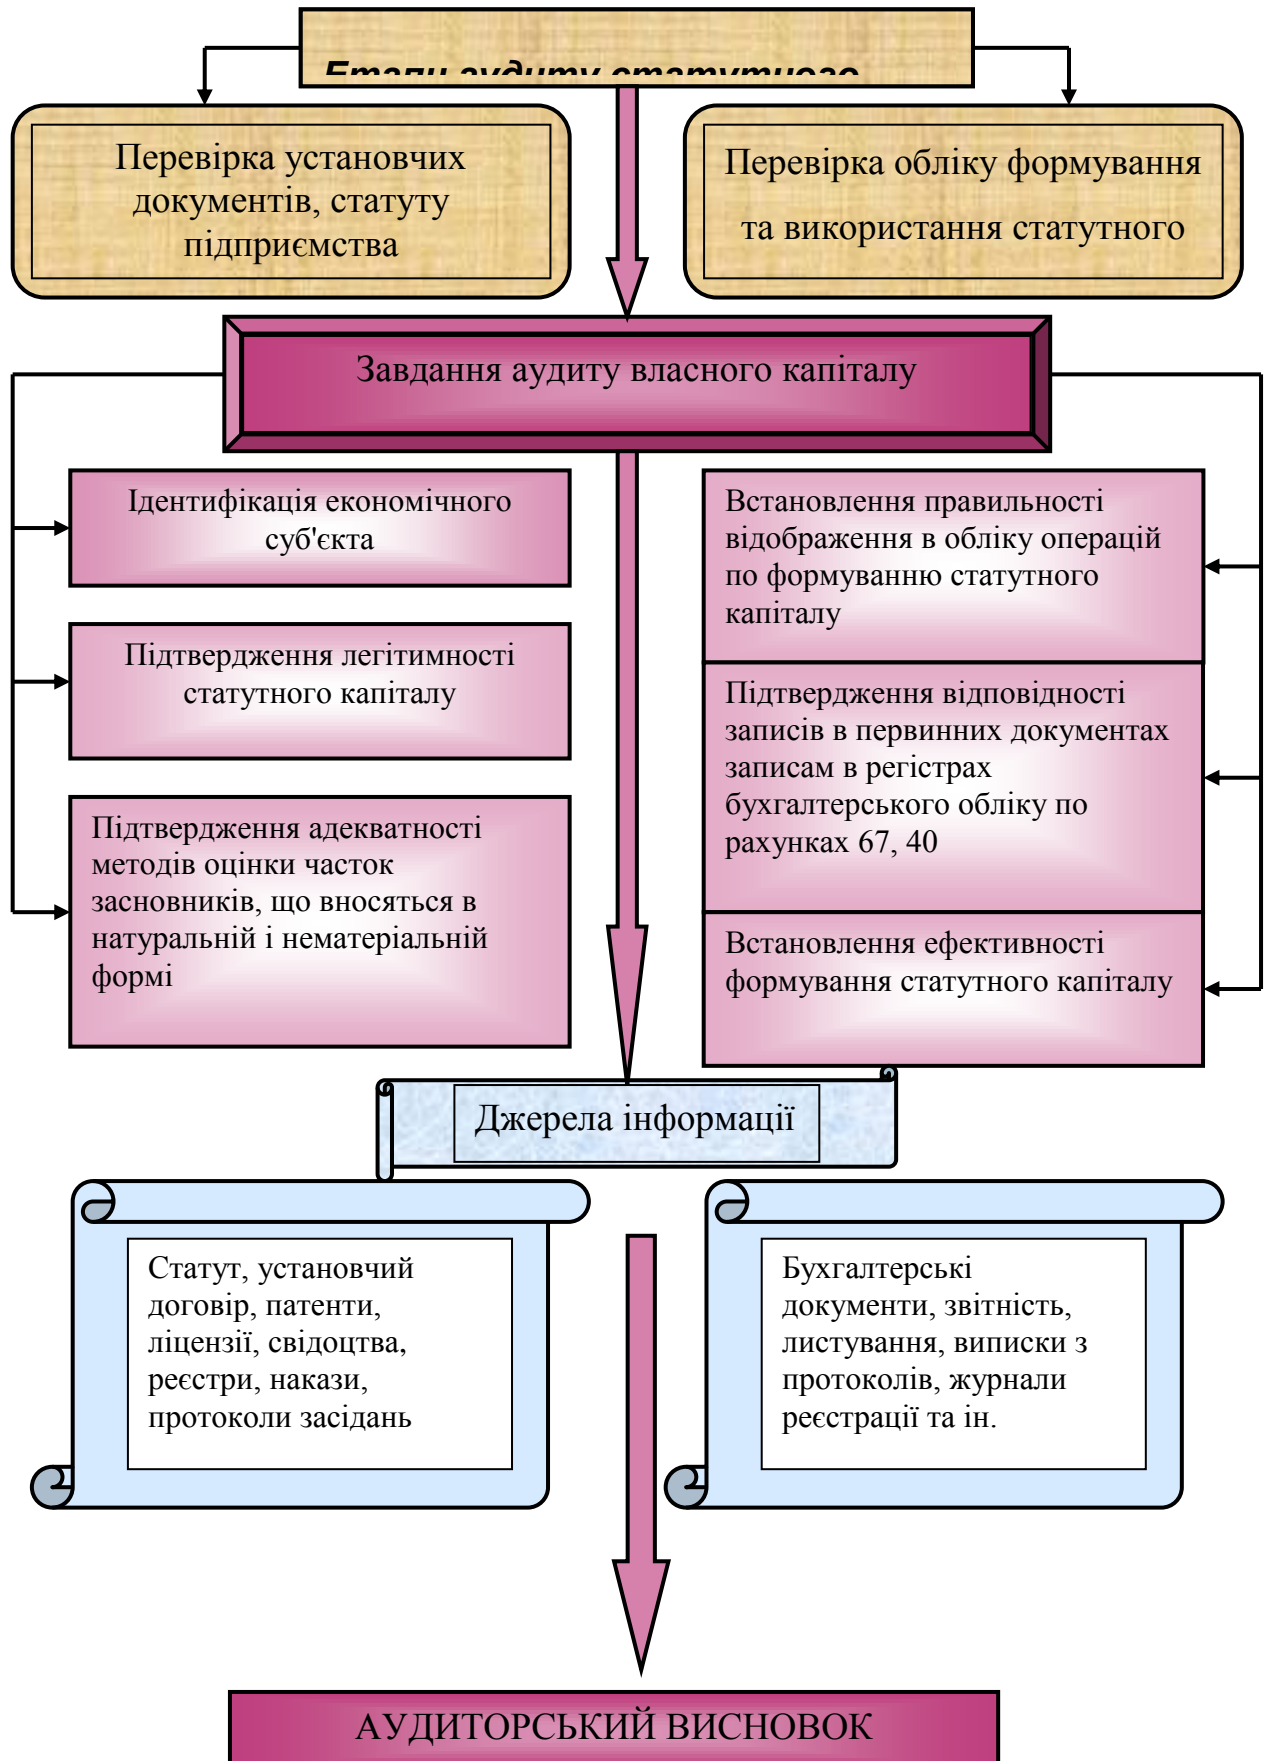 Етапи аудиту статутного
Перевірка установчих
документів, статуту
підприємства
Перевірка обліку формування
та використання статутного
Завдання аудиту власного капіталу
Ідентифікація економічного
суб'єкта
Підтвердження легітимності
статутного капіталу
Підтвердження адекватності
методів оцінки часток
засновників, що вносяться в
натуральній і нематеріальній
формі
Встановлення правильності
відображення в обліку операцій
по формуванню статутного
капіталу
Підтвердження відповідності
записів в первинних документах
записам в регістрах
бухгалтерського обліку по
рахунках 67, 40
Встановлення ефективності
формування статутного капіталу
Джерела інформації
Статут, установчий
договір, патенти,
ліцензії, свідоцтва,
реєстри, накази,
протоколи засідань
Бухгалтерські
документи, звітність,
листування, виписки з
протоколів, журнали
реєстрації та ін.
АУДИТОРСЬКИЙ ВИСНОВОК